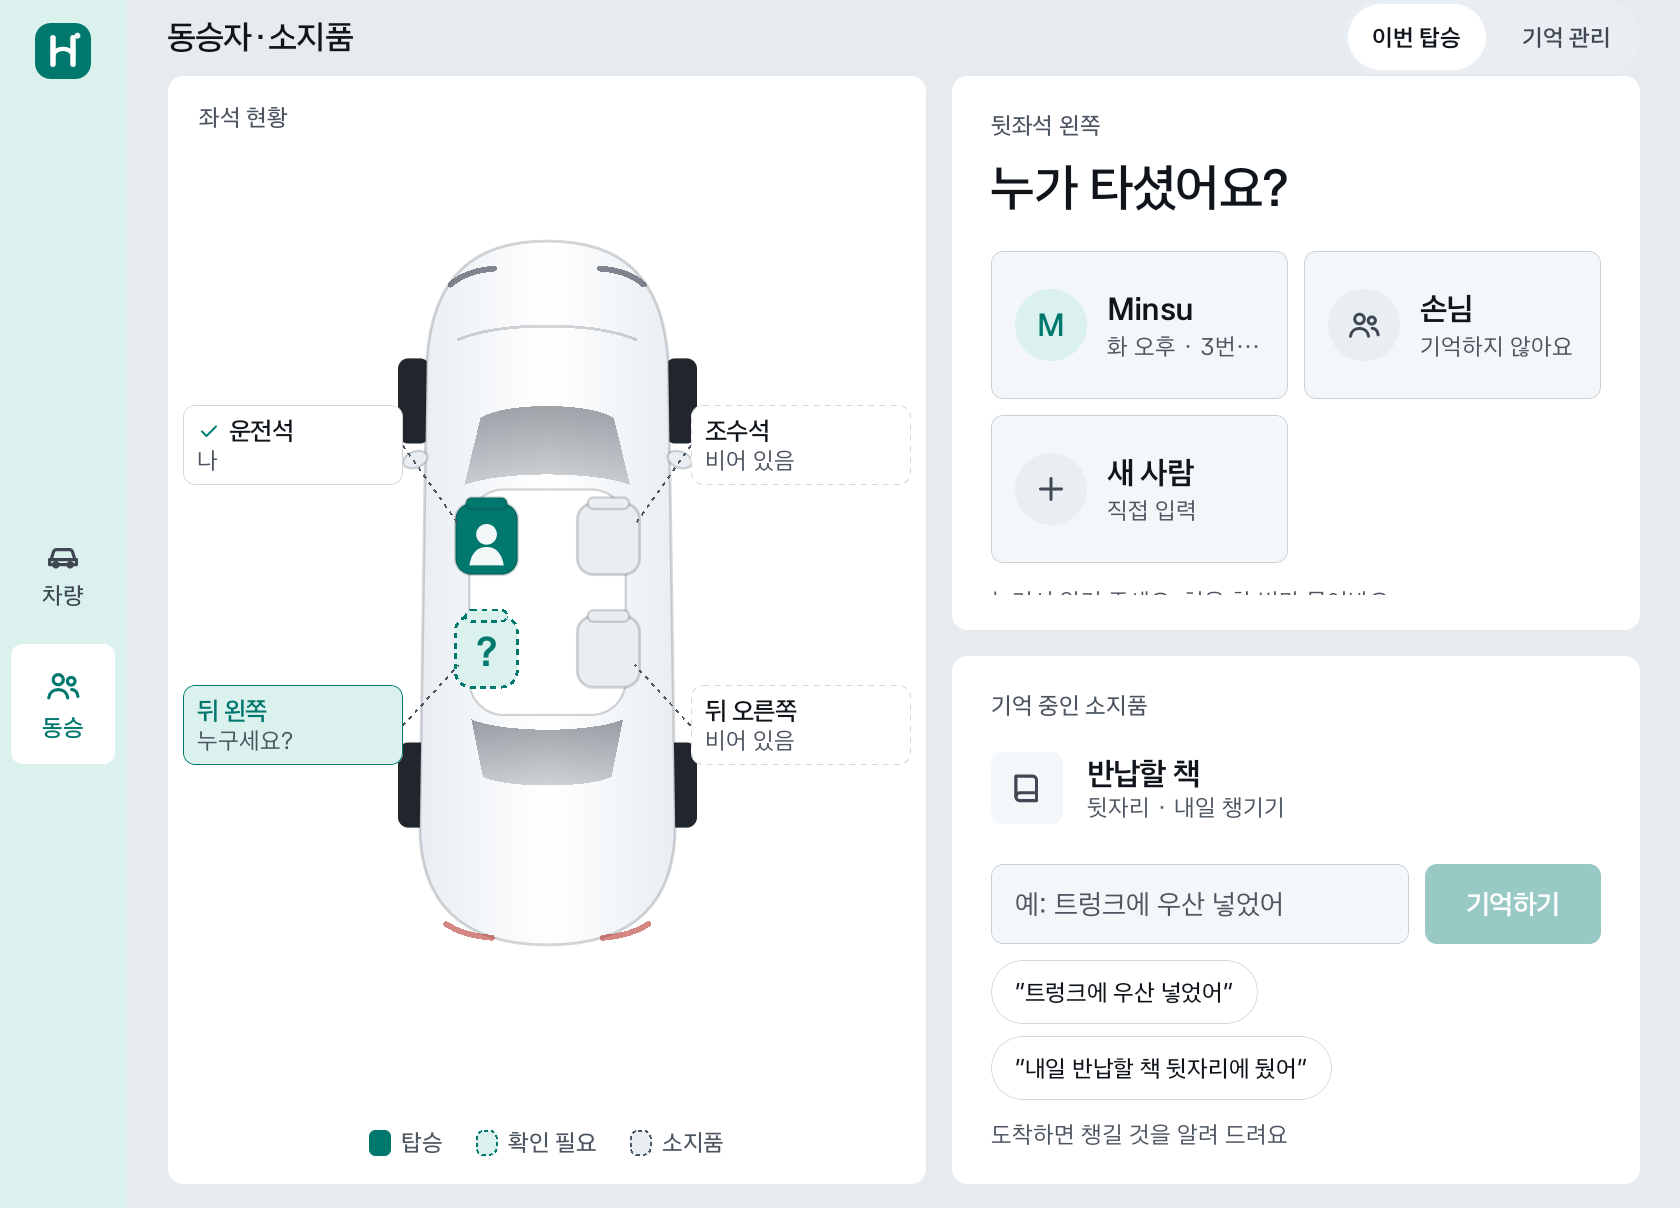 동승자 · 소지품
이번 탑승
기억 관리
좌석 현황
운전석
나
조수석
비어 있음
?
뒤 왼쪽
누구세요?
뒤 오른쪽
비어 있음
탑승
확인 필요
소지품
차량
동승
뒷좌석 왼쪽
누가 타셨어요?
M
Minsu
화 오후 · 3번…
손님
기억하지 않아요
새 사람
직접 입력
기억 중인 소지품
반납할 책
뒷자리 · 내일 챙기기
예: 트렁크에 우산 넣었어
기억하기
"트렁크에 우산 넣었어"
"내일 반납할 책 뒷자리에 뒀어"
도착하면 챙길 것을 알려 드려요